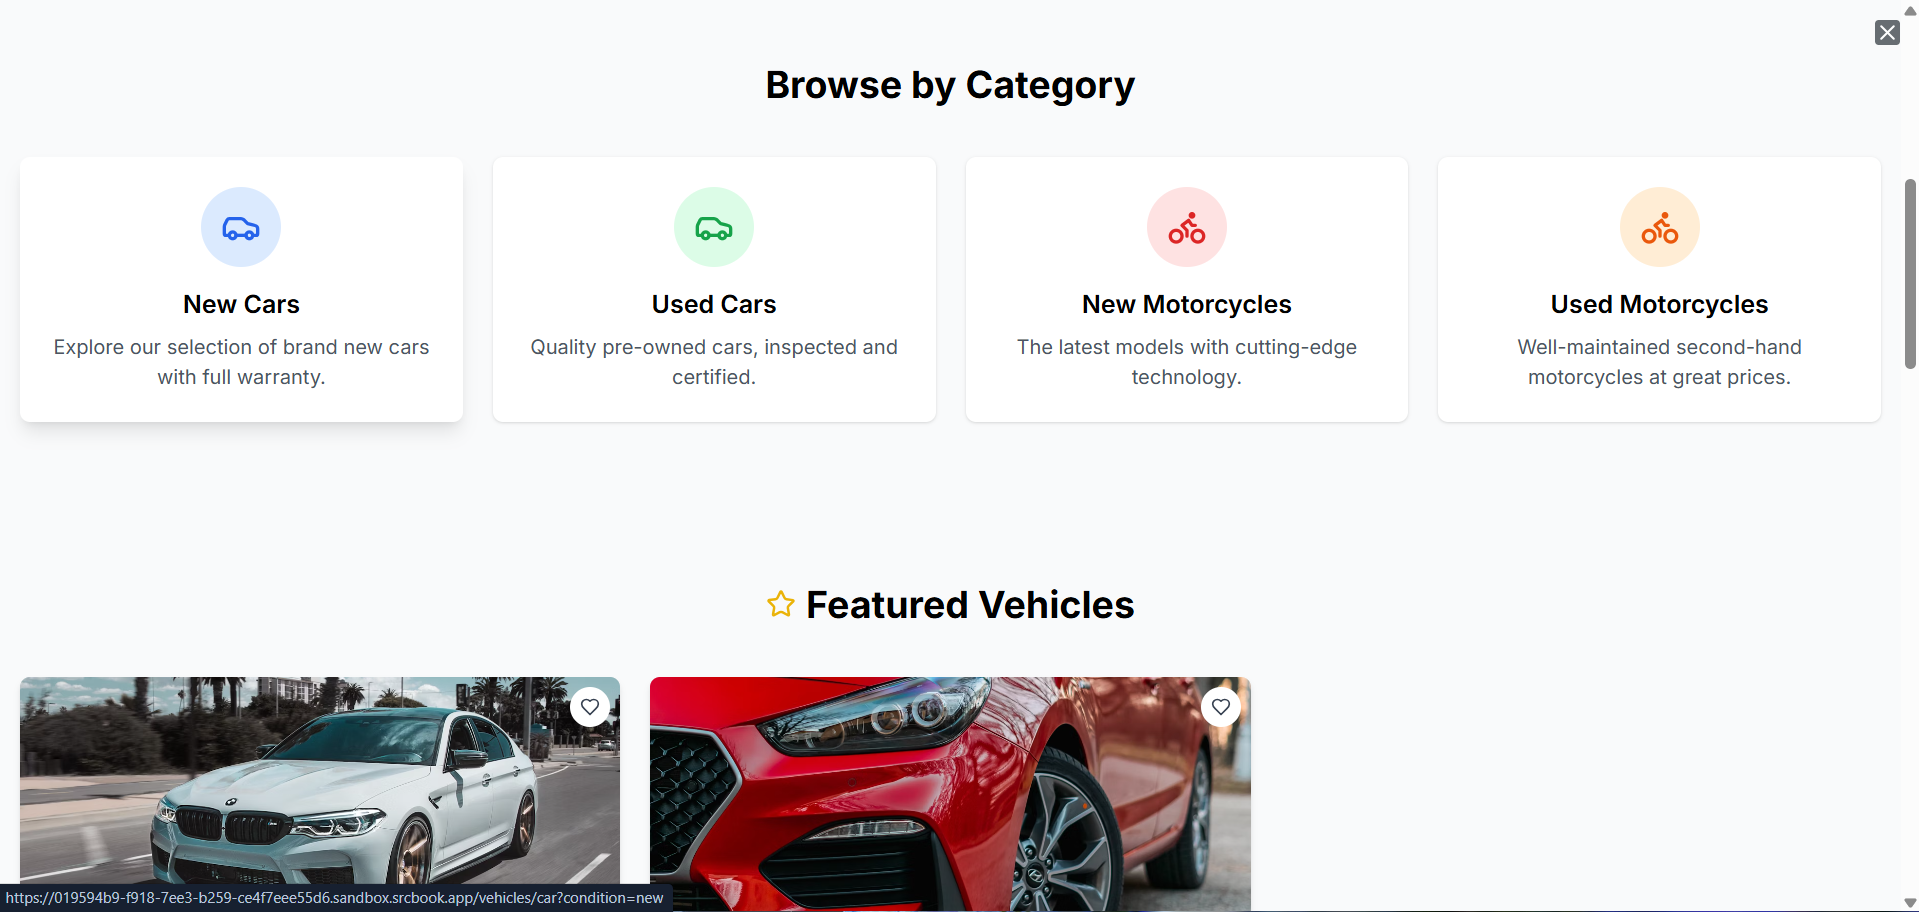 Browse by Category
New Cars
Explore our selection of brand new cars
with full warranty.
Used Cars
Quality pre-owned cars, inspected and
certified.
New Motorcycles
The latest models with cutting-edge
technology.
Used Motorcycles
Well-maintained second-hand
motorcycles at great prices.
Featured Vehicles
https://019594b9-f918-7ee3-b259-ce4f7eee55d6.sandbox.srcbook.app/vehicles/car?condition=new